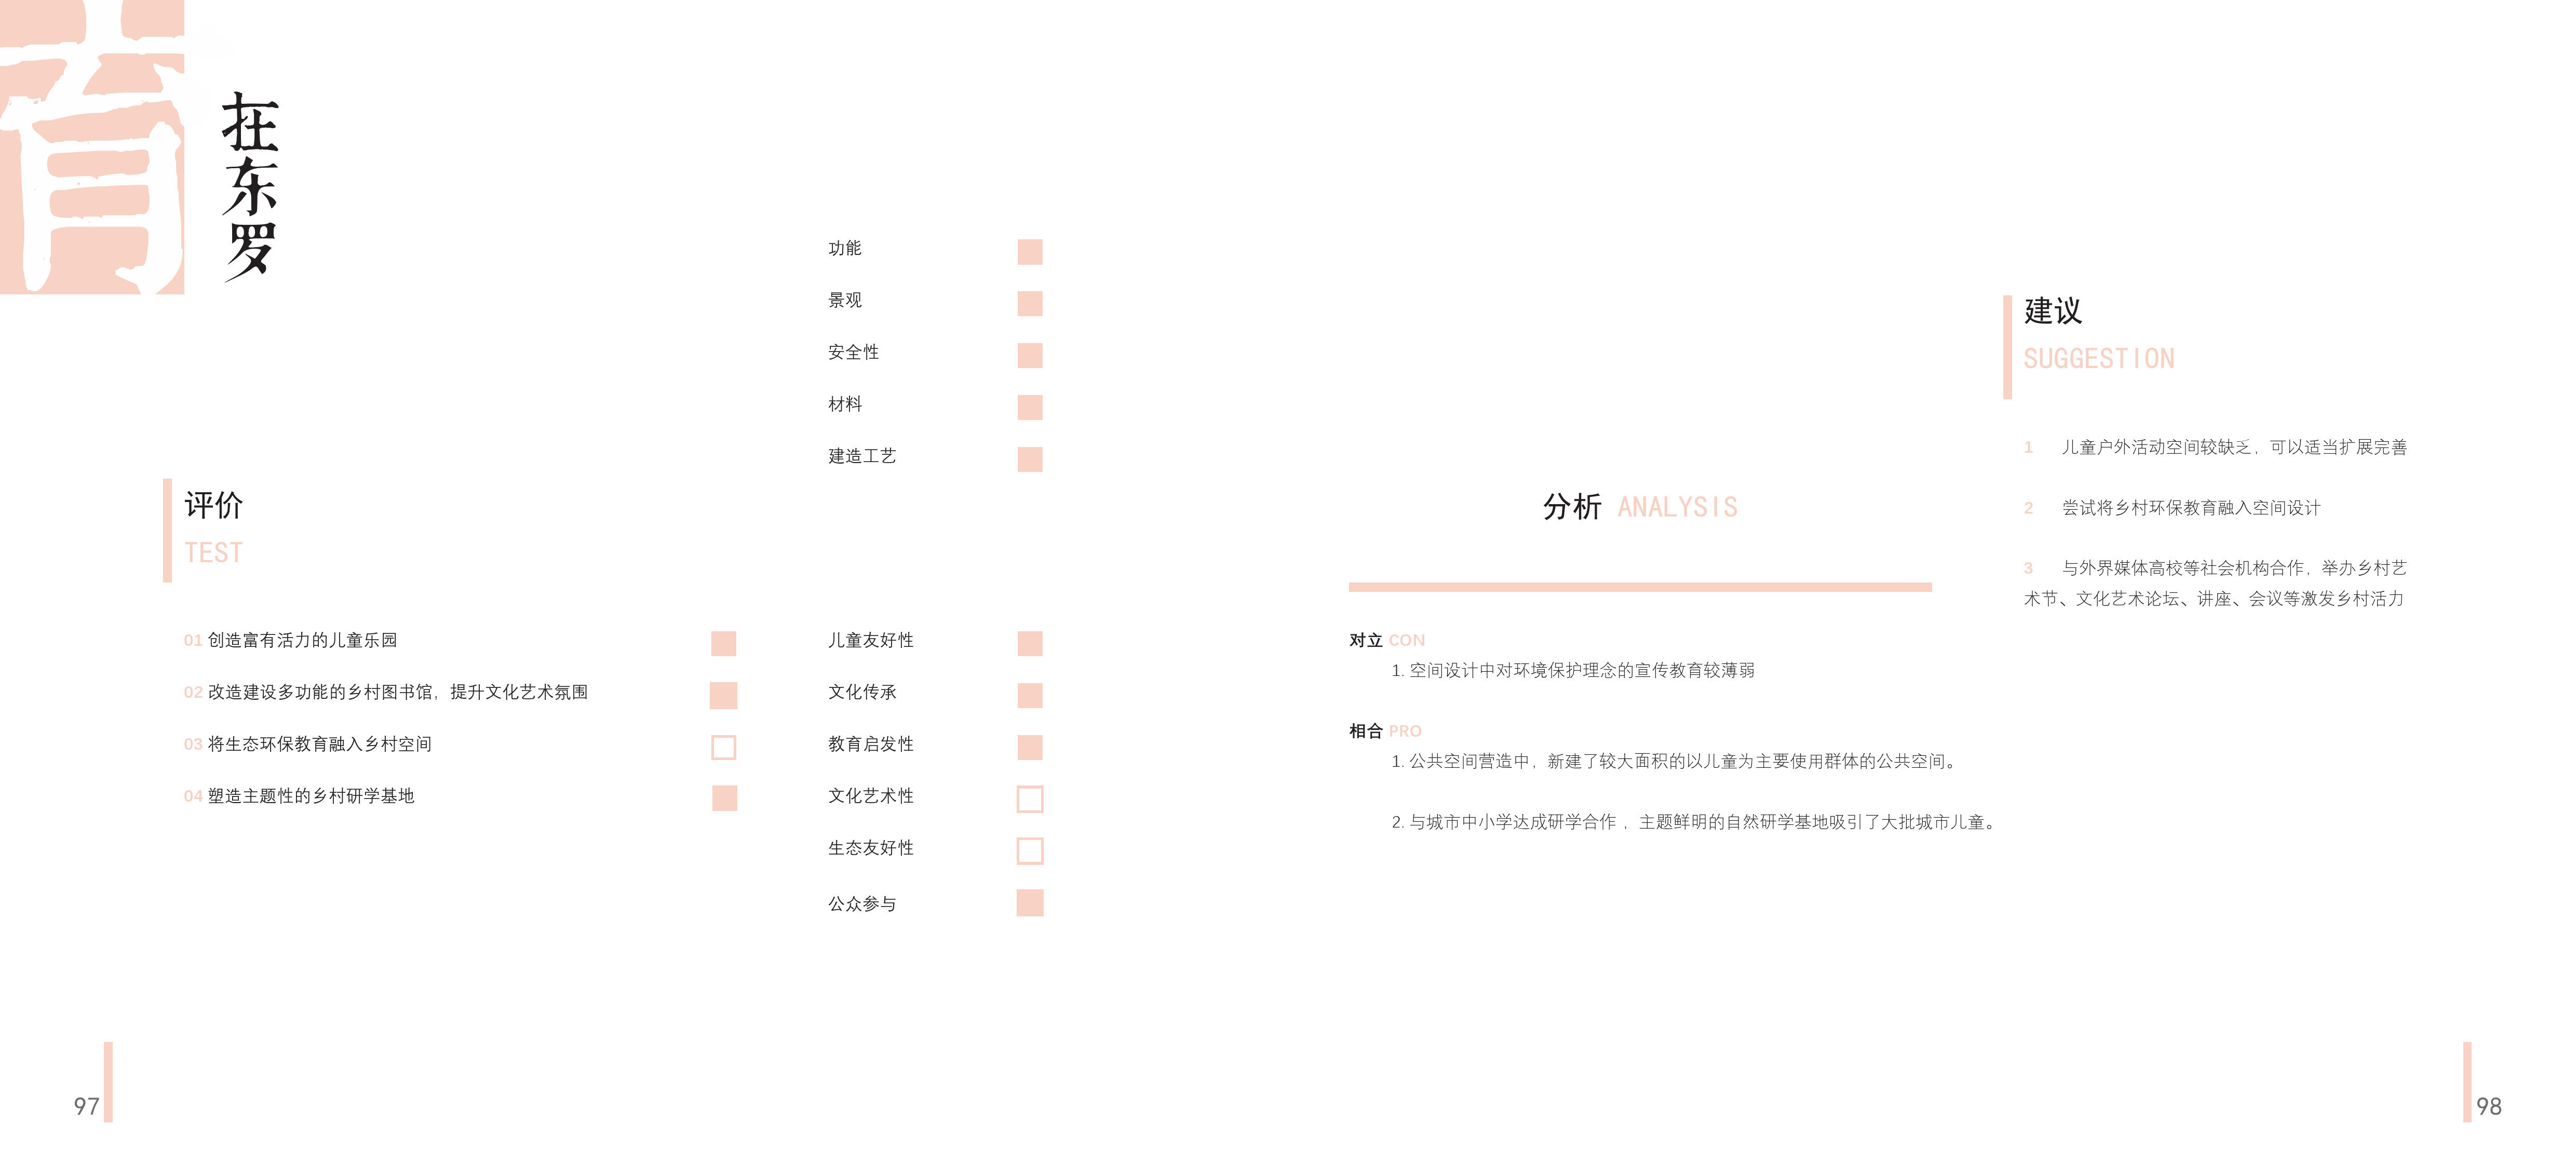 育
在东罗
功能
景观
安全性
材料
建造工艺
评价
TEST
01 创造富有活力的儿童乐园
02 改造建设多功能的乡村图书馆，提升文化艺术氛围
03 将生态环保教育融入乡村空间
04 塑造主题性的乡村研学基地
儿童友好性
文化传承
教育启发性
文化艺术性
生态友好性
公众参与
97
分析 ANALYSIS
对立 CON
1. 空间设计中对环境保护理念的宣传教育较薄弱
相合 PRO
1. 公共空间营造中，新建了较大面积的以儿童为主要使用群体的公共空间。
2. 与城市中小学达成研学合作 ，主题鲜明的自然研学基地吸引了大批城市儿童。
建议
SUGGESTION
1 儿童户外活动空间较缺乏，可以适当扩展完善
2 尝试将乡村环保教育融入空间设计
3 与外界媒体高校等社会机构合作，举办乡村艺
术节、文化艺术论坛、讲座、会议等激发乡村活力
98